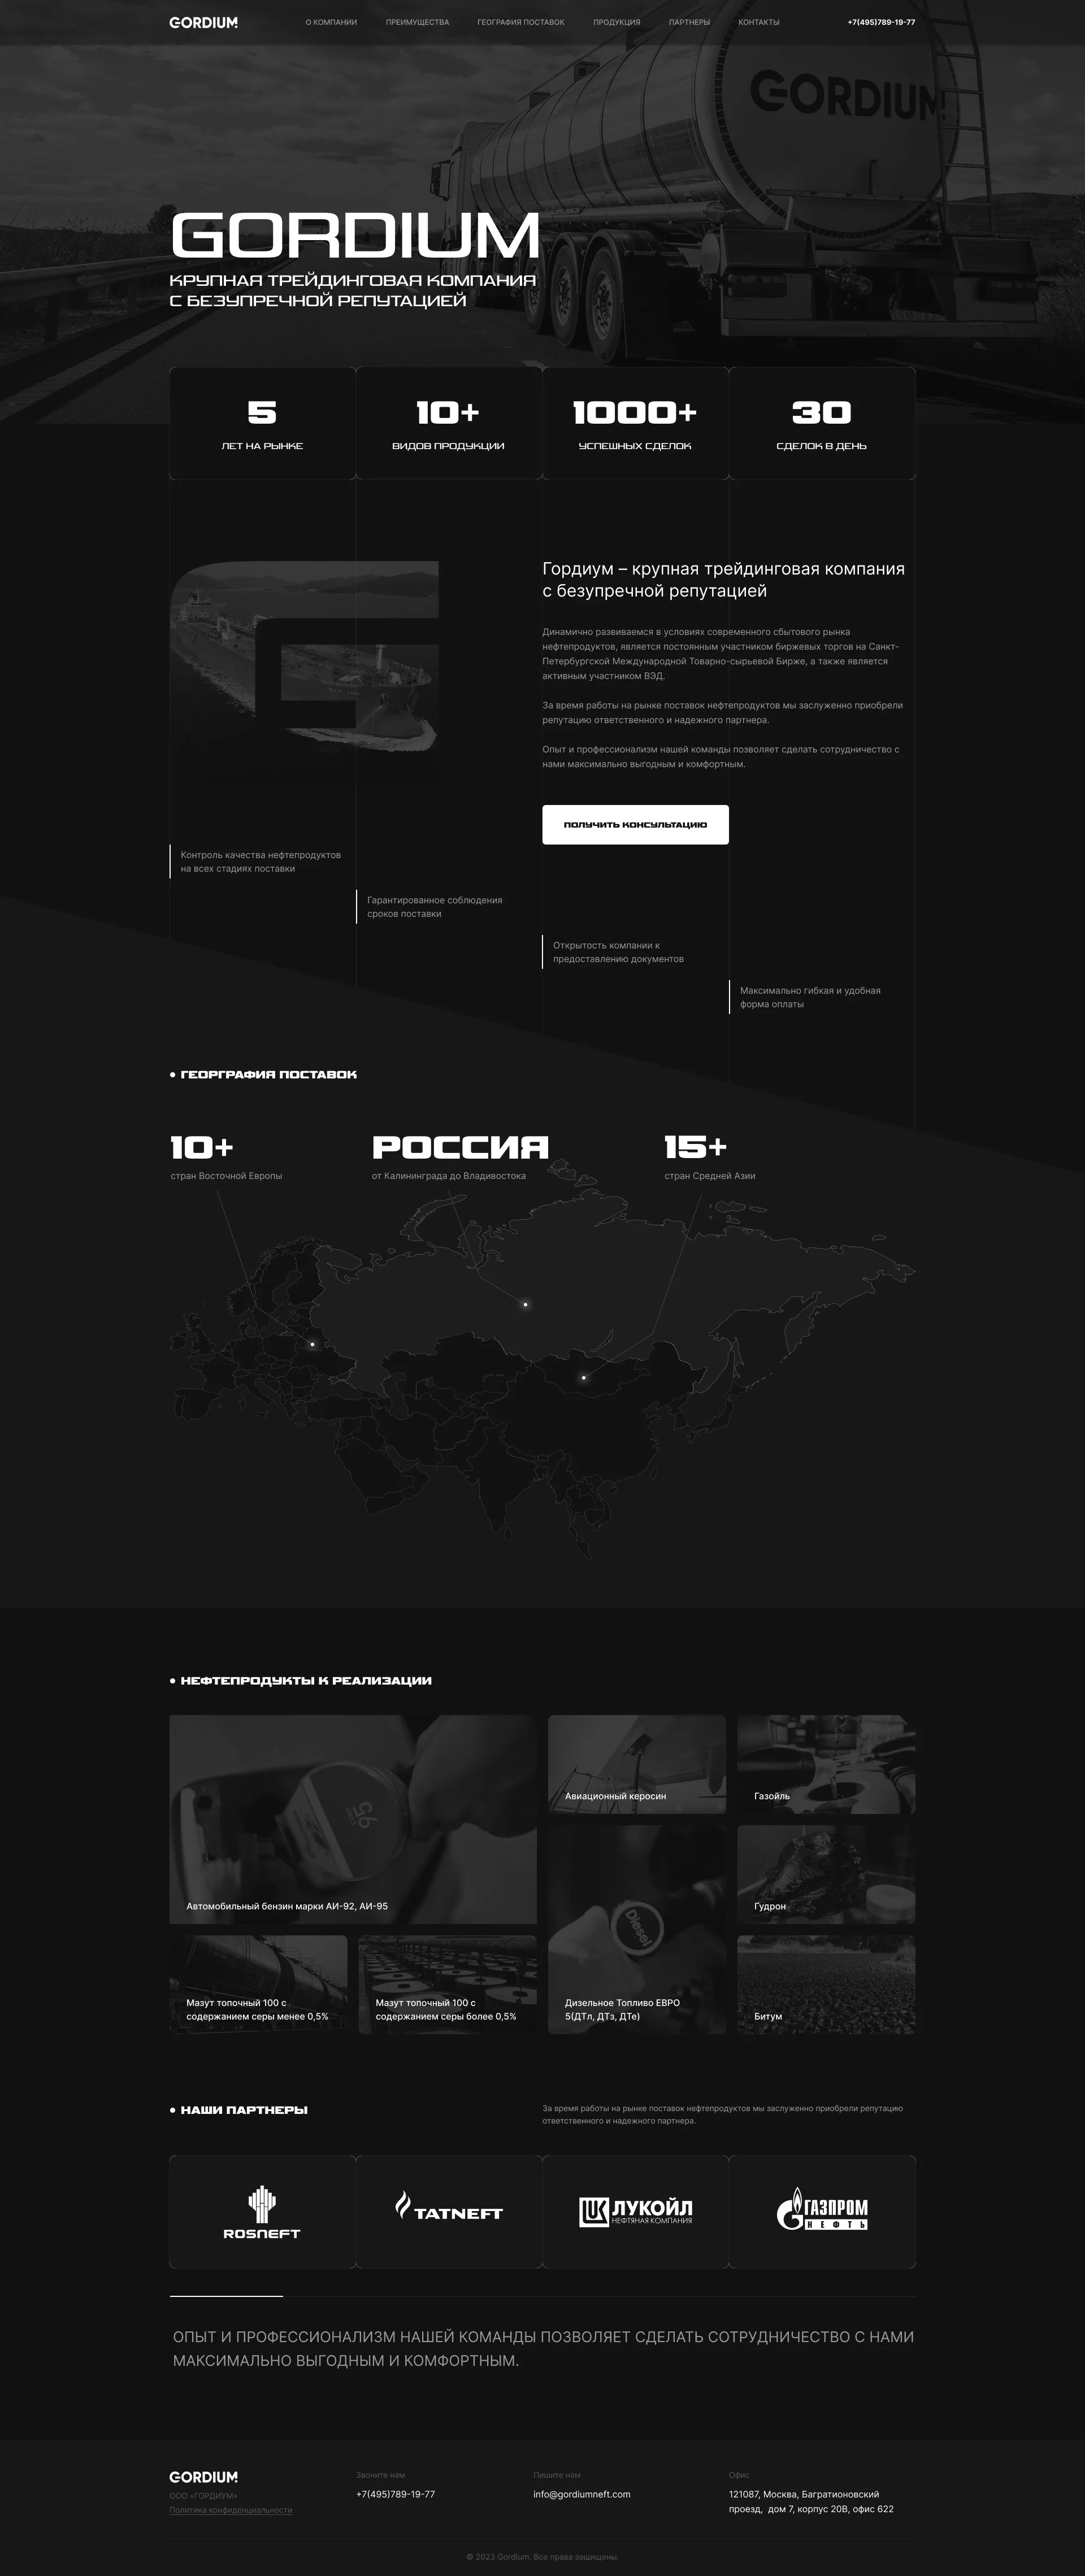 GORDIUM
О КОМПАНИИ
ПРЕИМУЩЕСТВА
ГЕОГРАФИЯ ПОСТАВОК
ПРОДУКЦИЯ
ПАРТНЕРЫ
КОНТАКТЫ
+7(495)789-19-77
GORDIUM
GORDIUM
КРУПНАЯ ТРЕЙДИНГОВАЯ КОМПАНИЯ
С БЕЗУПРЕЧНОЙ РЕПУТАЦИЕЙ
5
ЛЕТ НА РЫНКЕ
10+
ВИДОВ ПРОДУКЦИИ
1000+
УСПЕШНЫХ СДЕЛОК
30
СДЕЛОК В ДЕНЬ
Гордиум – крупная трейдинговая компания
с безупречной репутацией
Динамично развиваемся в условиях современного сбытового рынка
нефтепродуктов, является постоянным участником биржевых торгов на Санкт-
Петербургской Международной Товарно-сырьевой Бирже, а также является
активным участником ВЭД.
За время работы на рынке поставок нефтепродуктов мы заслуженно приобрели
репутацию ответственного и надежного партнера.
Опыт и профессионализм нашей команды позволяет сделать сотрудничество с
нами максимально выгодным и комфортным.
ПОЛУЧИТЬ КОНСУЛЬТАЦИЮ
Контроль качества нефтепродуктов
на всех стадиях поставки
Гарантированное соблюдения
сроков поставки
Открытость компании к
предоставлению документов
Максимально гибкая и удобная
форма оплаты
ГЕОРГРАФИЯ ПОСТАВОК
10+
стран Восточной Европы
РОССИЯ
от Калининграда до Владивостока
15+
стран Средней Азии
НЕФТЕПРОДУКТЫ К РЕАЛИЗАЦИИ
95
Автомобильный бензин марки АИ-92, АИ-95
Авиационный керосин
Газойль
Гудрон
Diesel
Мазут топочный 100 с
содержанием серы менее 0,5%
Мазут топочный 100 с
содержанием серы более 0,5%
Дизельное Топливо ЕВРО
5(ДТл, ДТз, ДТе)
Битум
НАШИ ПАРТНЕРЫ
За время работы на рынке поставок нефтепродуктов мы заслуженно приобрели репутацию
ответственного и надежного партнера.
ROSNEFT
TATNEFT
ЛУКОЙЛ
НЕФТЯНАЯ КОМПАНИЯ
ГАЗПРОМ
НЕФТЬ
ОПЫТ И ПРОФЕССИОНАЛИЗМ НАШЕЙ КОМАНДЫ ПОЗВОЛЯЕТ СДЕЛАТЬ СОТРУДНИЧЕСТВО С НАМИ
МАКСИМАЛЬНО ВЫГОДНЫМ И КОМФОРТНЫМ.
GORDIUM
ООО «ГОРДИУМ»
Политика конфиденциальности
Звоните нам
+7(495)789-19-77
Пишите нам
info@gordiumneft.com
Офис
121087, Москва, Багратионовский
проезд, дом 7, корпус 20В, офис 622
© 2023 Gordium. Все права защищены.